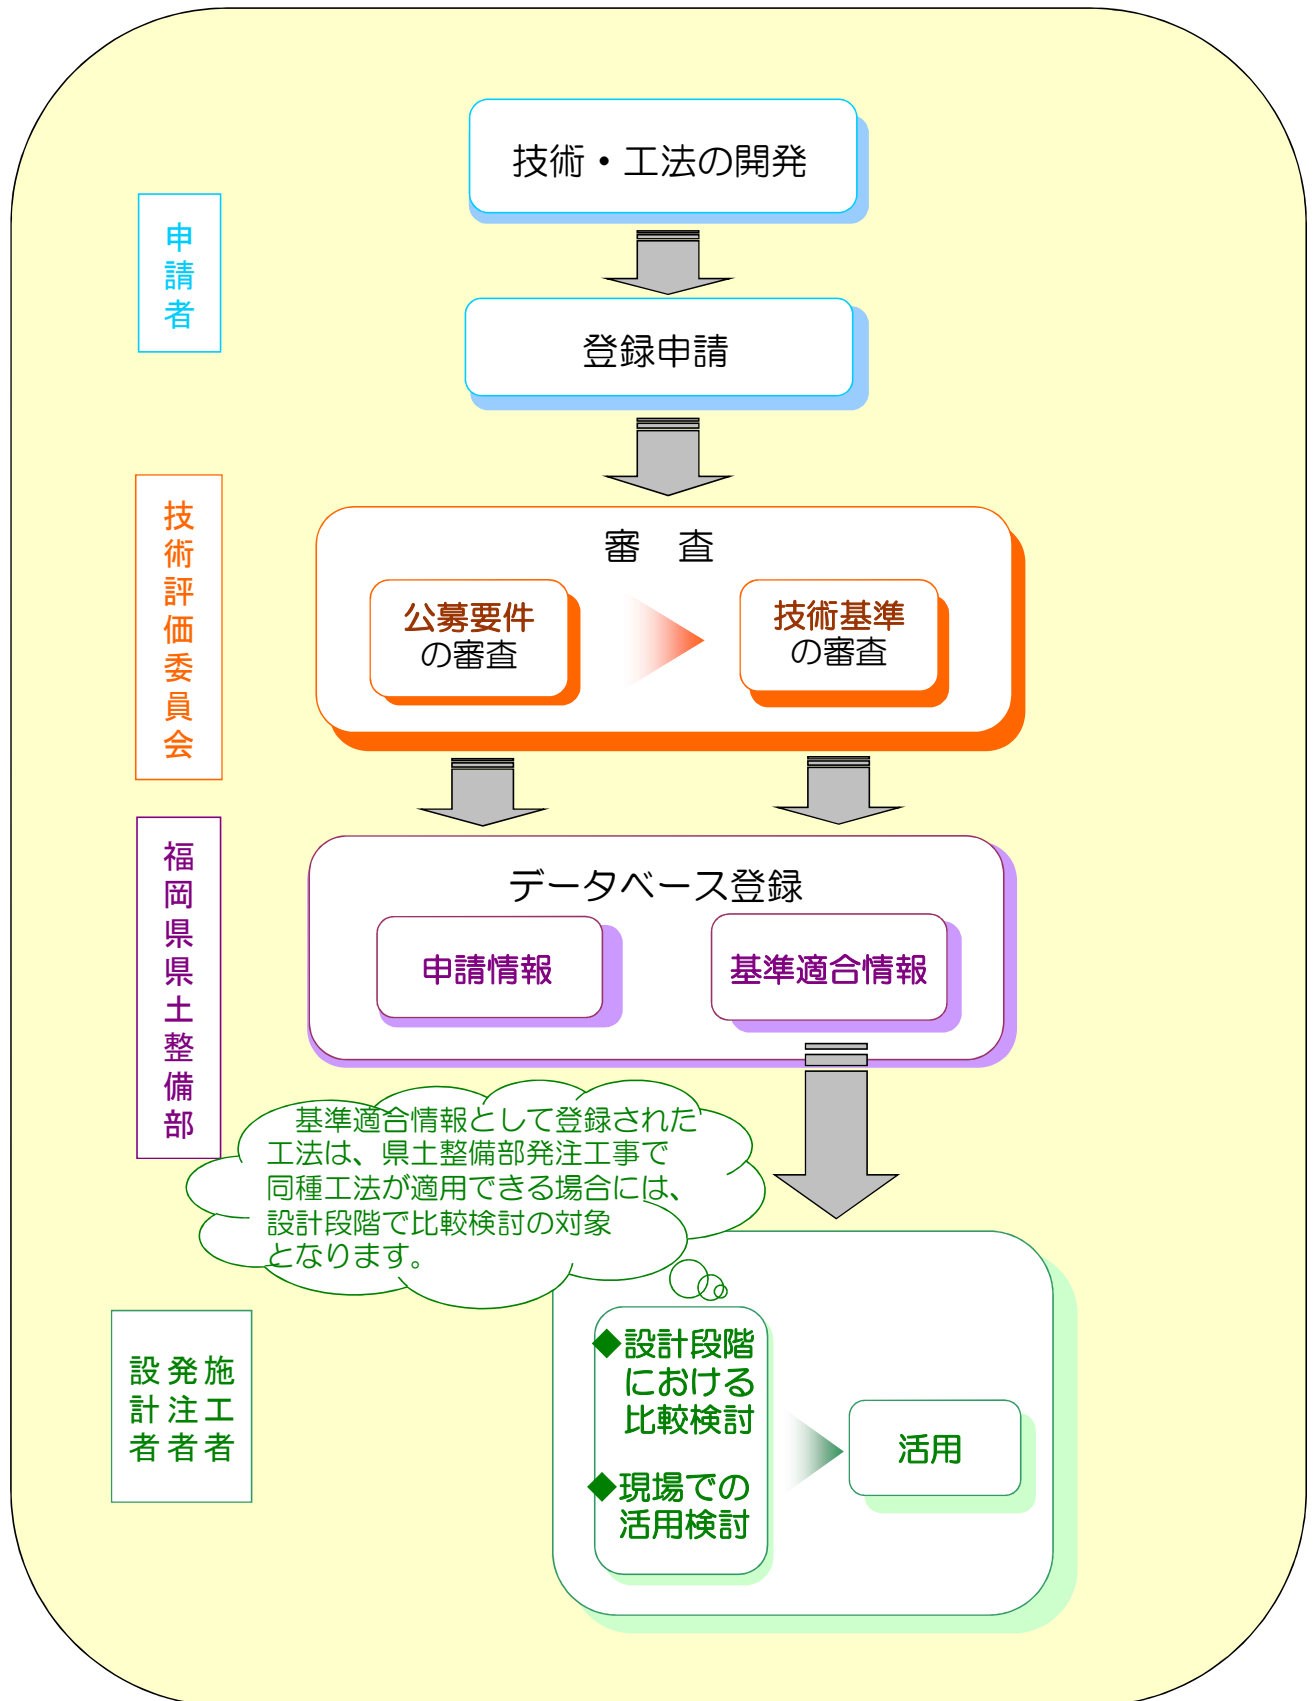 技術・工法の開発
申請者
登録申請
技術評価委員会
審　査
公募要件
の審査
技術基準
の審査
福岡県県土整備部
データベース登録
申請情報
基準適合情報
基準適合情報として登録された
工法は、県土整備部発注工事で
同種工法が適用できる場合には、
設計段階で比較検討の対象
となります。
施工者
発注者
設計者
◆設計段階
における
比較検討
◆現場での
活用検討
活用